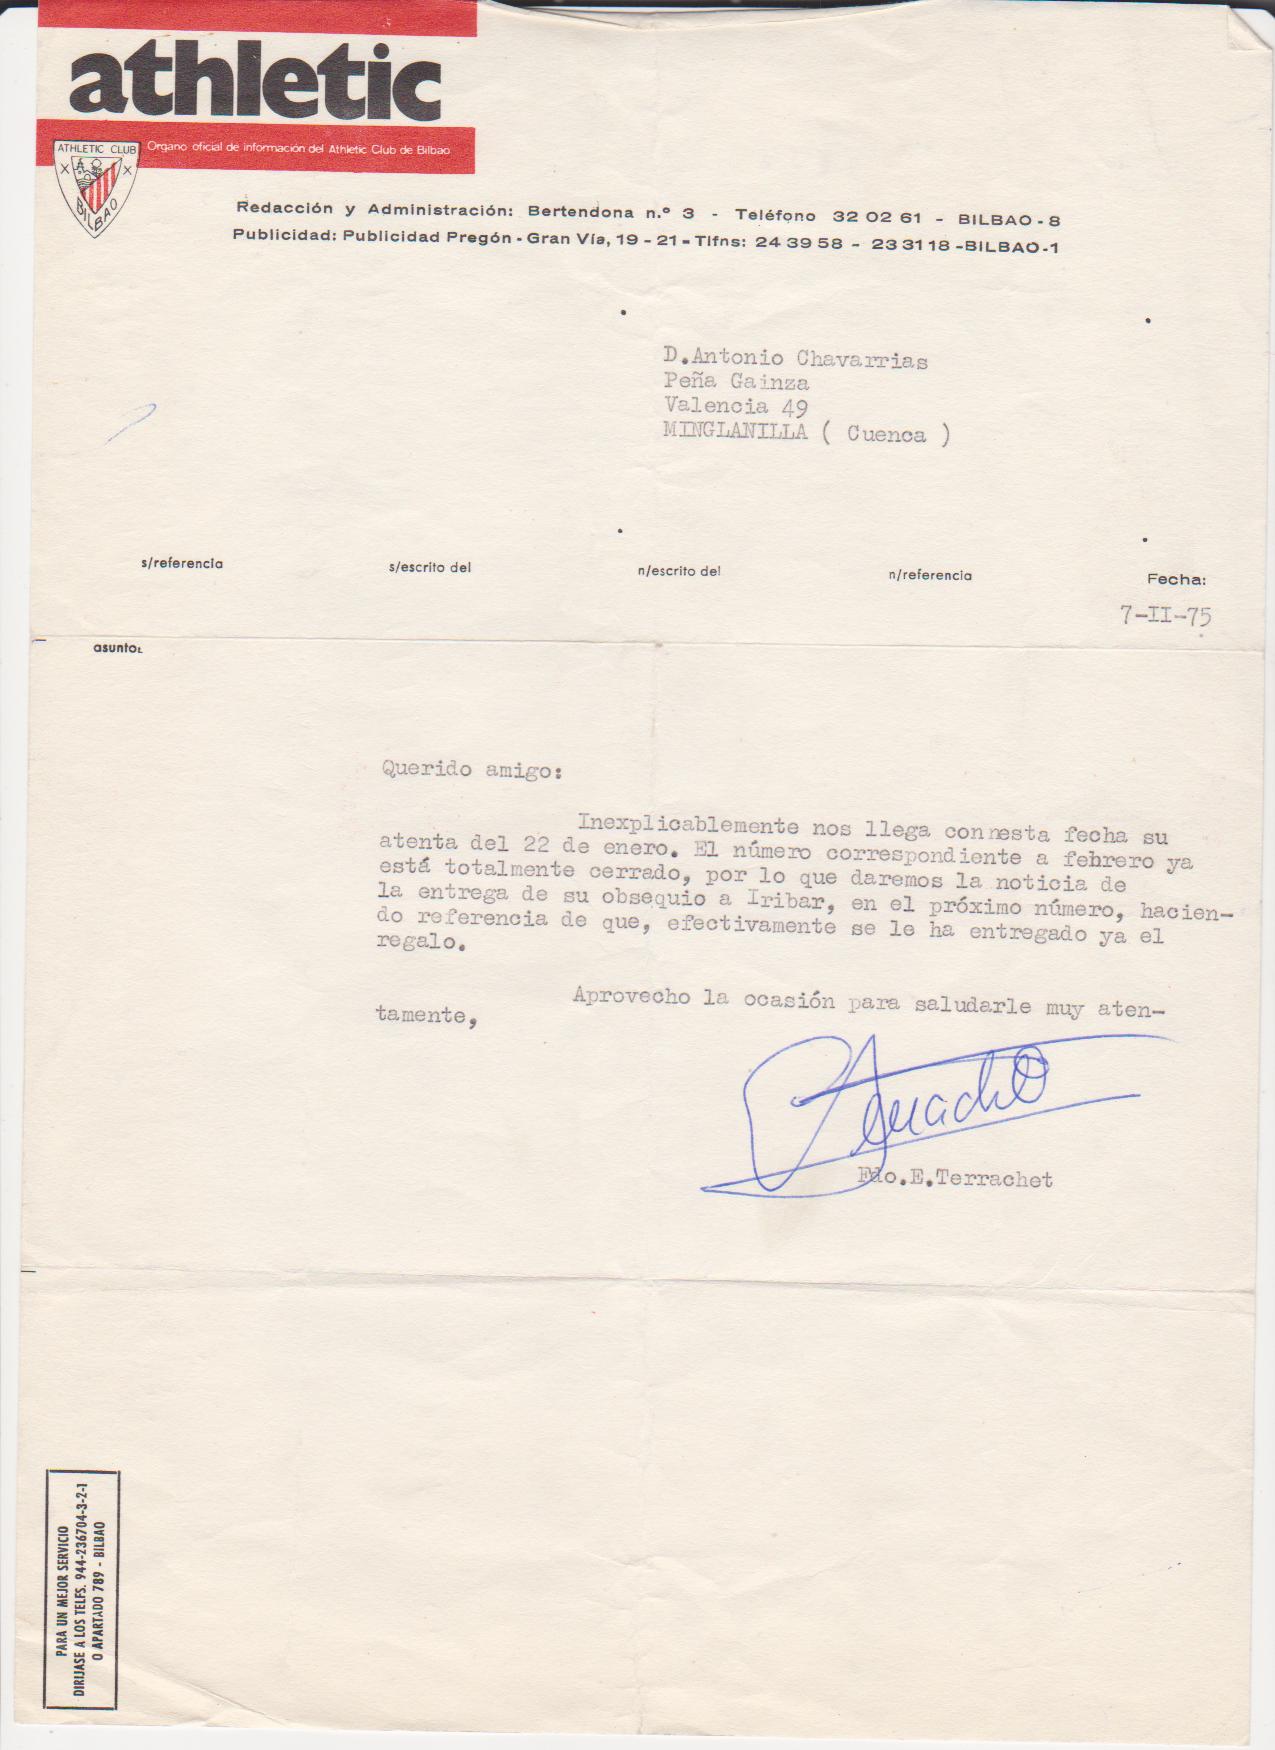 athletic
Organo oficial de información del Athletic Club de Bilbao
ATHLETIC CLUB
BILBAO
Redacción y Administración: Bertendona n.º 3 - Teléfono 32 02 61 - BILBAO - 8
Publicidad: Publicidad Pregón - Gran Vía, 19 - 21 - Tlfns: 24 39 58 - 23 31 18 - BILBAO - 1
D.Antonio Chavarrias
Peña Gainza
Valencia 49
MINGLANILLA ( Cuenca )
s/referencia s/escrito del n/escrito del n/referencia Fecha:
7-II-75
asunto:
Querido amigo:
Inexplicablemente nos llega connesta fecha su
atenta del 22 de enero. El número correspondiente a febrero ya
está totalmente cerrado, por lo que daremos la noticia de
la entrega de su obsequio a Iribar, en el próximo número, hacien-
do referencia de que, efectivamente se le ha entregado ya el
regalo.
Aprovecho la ocasión para saludarle muy aten-
tamente,
Fdo.E.Terrachet
PARA UN MEJOR SERVICIO
DIRIJASE A LOS TELFS. 944-236704-3-2-1
O APARTADO 789 - BILBAO